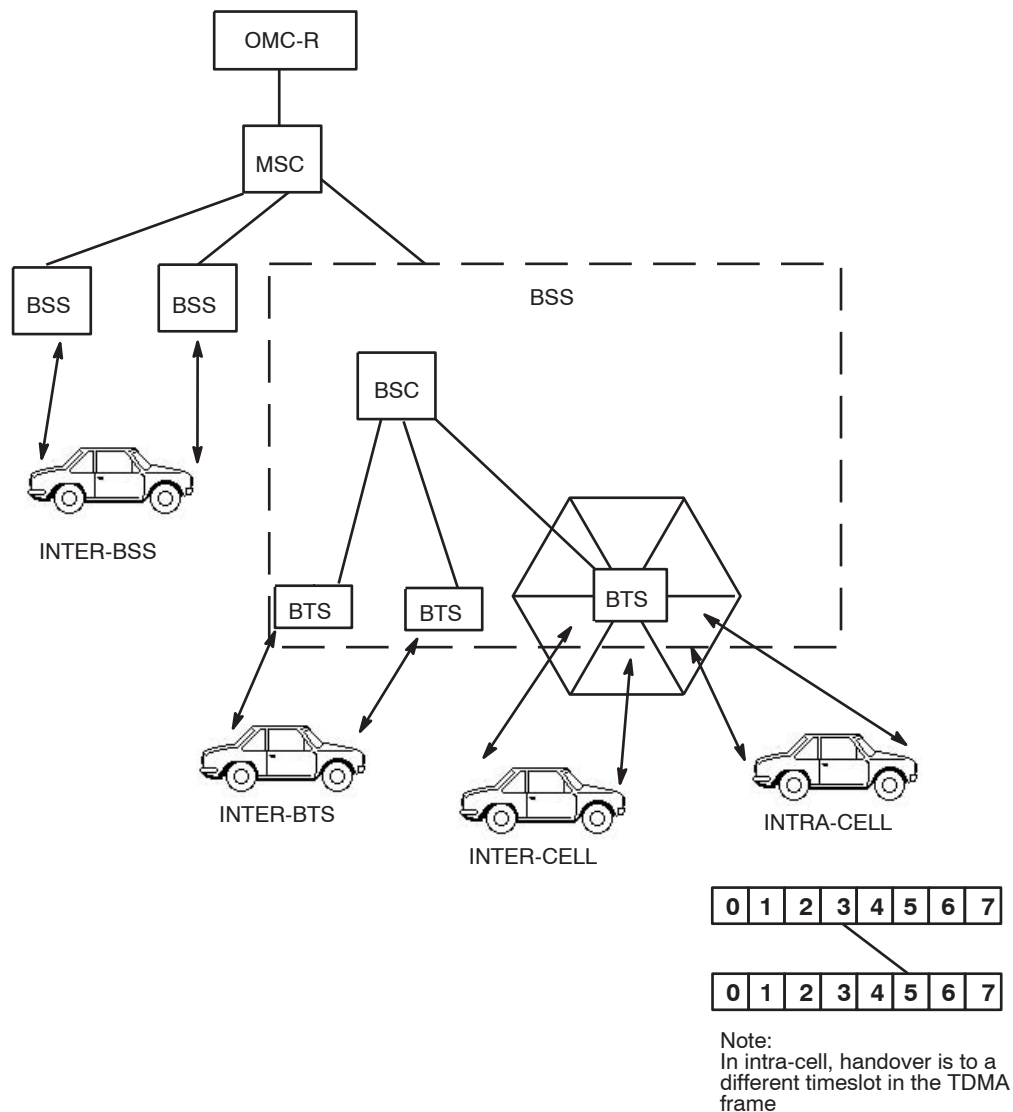 OMC-R
MSC
BSS
BSS
BSS
BSC
INTER-BSS
BTS
BTS
BTS
INTER-BTS
INTER-CELL
INTRA-CELL
0 1 2 3 4 5 6 7
0 1 2 3 4 5 6 7
Note:
In intra-cell, handover is to a
different timeslot in the TDMA
frame